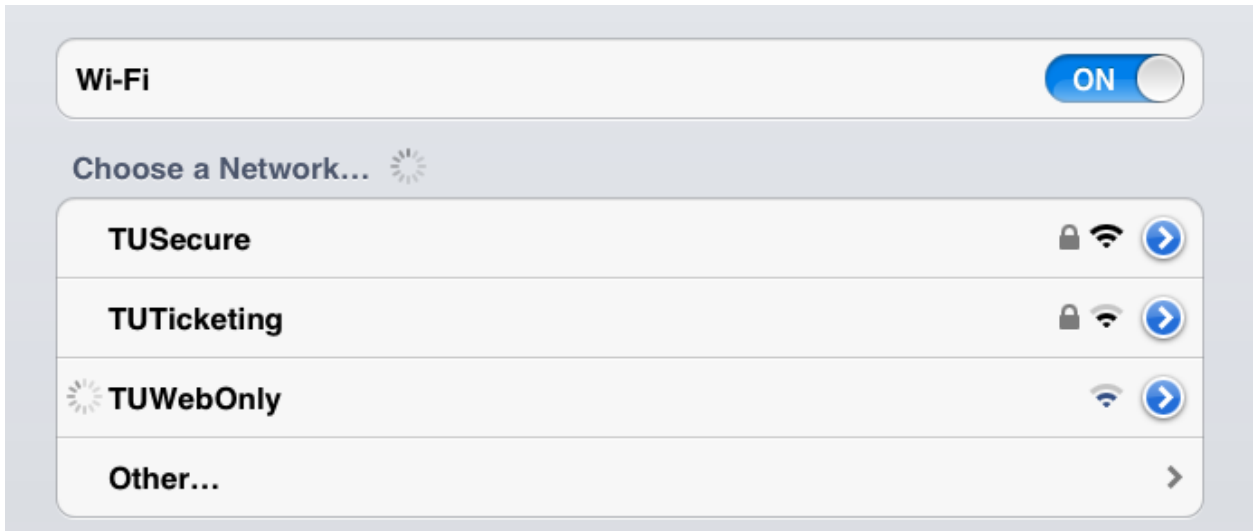 Wi-Fi
ON
Choose a Network...
TUSecure
TUTicketing
TUWebOnly
Other...